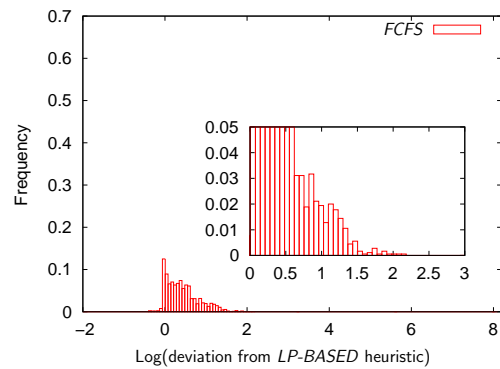 0.7
0.6
0.5
0.4
0.3
0.2
0.1
0
Frequency
FCFS
0.05
0.04
0.03
0.02
0.01
0
0 0.5 1 1.5 2 2.5 3
−2 0 2 4 6 8
Log(deviation from LP-BASED heuristic)